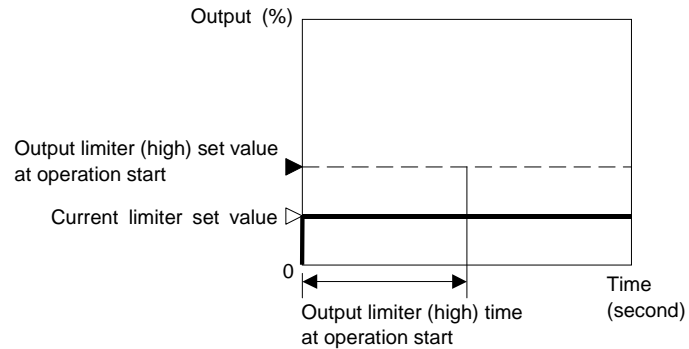 Output (%)
Output limiter (high) set value
at operation start
Current limiter set value
0
Time
(second)
Output limiter (high) time
at operation start